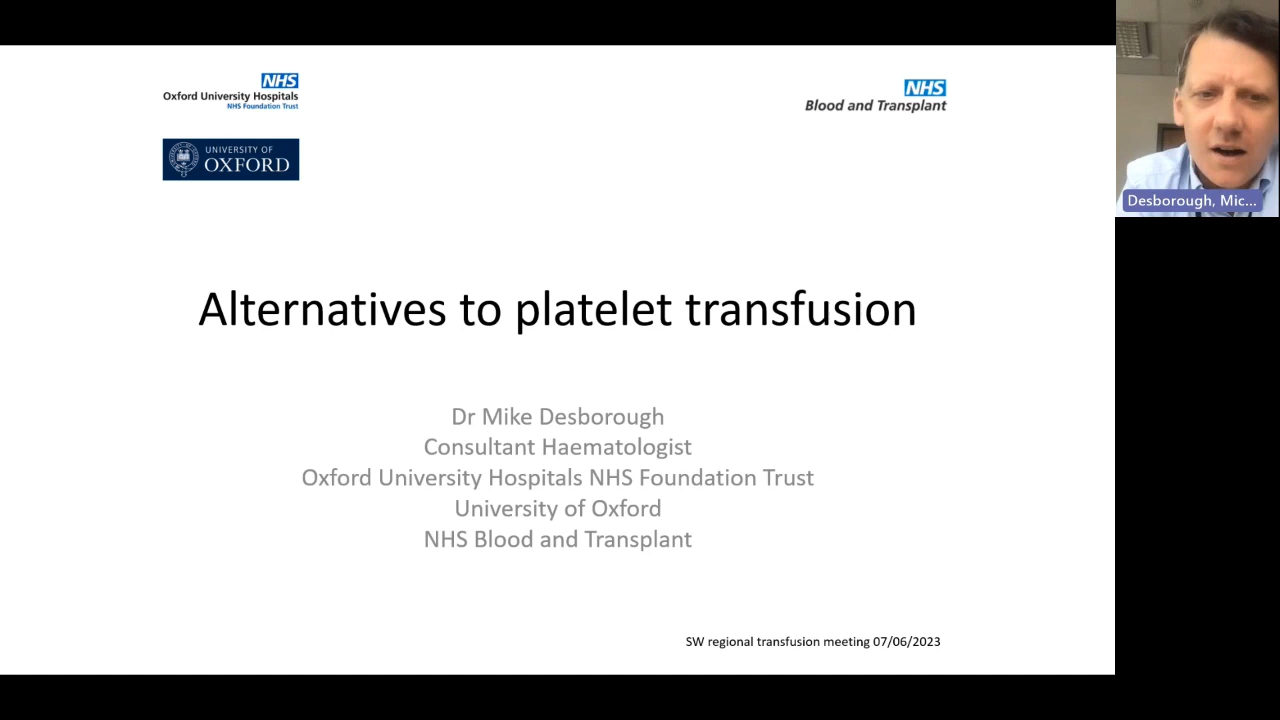 NHS
Oxford University Hospitals
NHS Foundation Trust
UNIVERSITY OF
OXFORD
NHS
Blood and Transplant
Desborough, Mic...
Alternatives to platelet transfusion
Dr Mike Desborough
Consultant Haematologist
Oxford University Hospitals NHS Foundation Trust
University of Oxford
NHS Blood and Transplant
SW regional transfusion meeting 07/06/2023